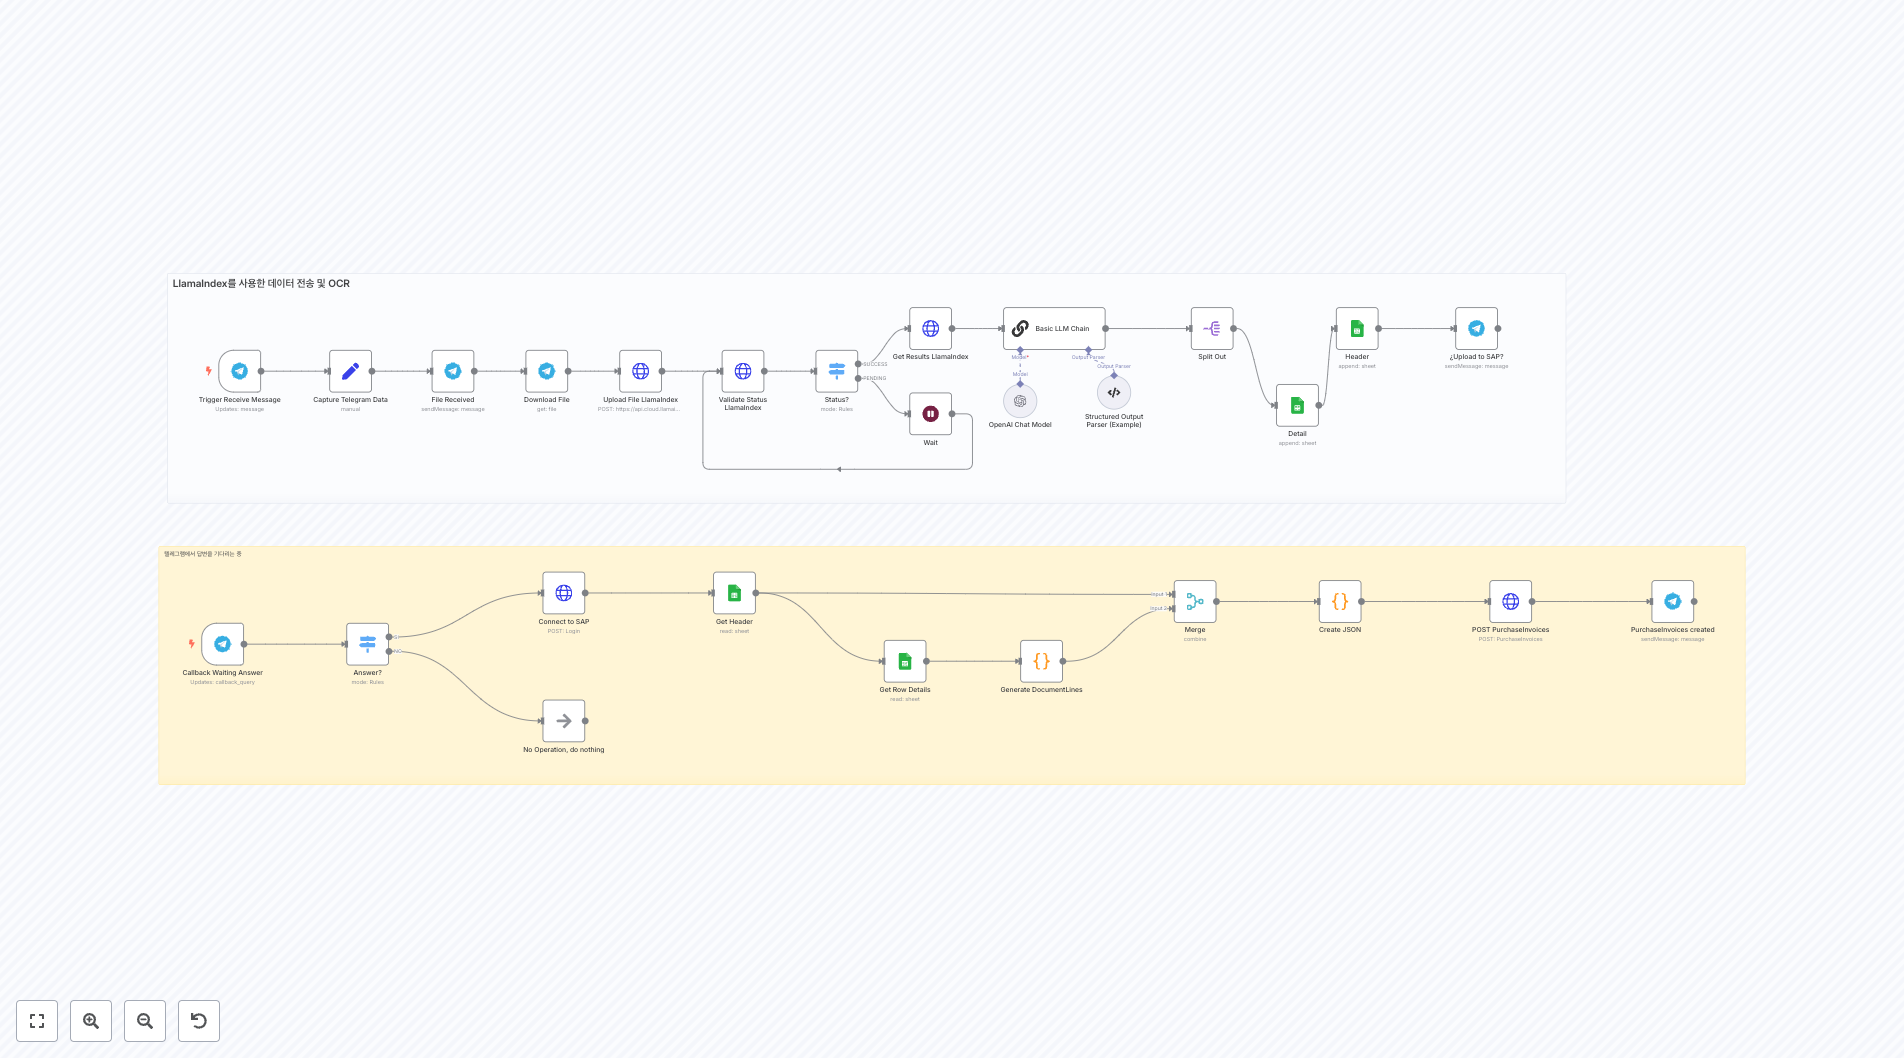 LlamaIndex를 사용한 데이터 전송 및 OCR
Trigger Receive Message
Updates: message
Capture Telegram Data
manual
File Received
sendMessage: message
Download File
get: file
Upload File LlamaIndex
POST: https://api.cloud.llamai...
Validate Status
LlamaIndex
Status?
mode: Rules
SUCCESS
PENDING
Get Results LlamaIndex
Wait
Basic LLM Chain
Model*
Output Parser
Model
Output Parser
OpenAI Chat Model
Structured Output
Parser (Example)
Split Out
Detail
append: sheet
Header
append: sheet
¿Upload to SAP?
sendMessage: message
텔레그램에서 답변을 기다리는 중
Callback Waiting Answer
Updates: callback_query
Answer?
mode: Rules
NO
Connect to SAP
POST: Login
No Operation, do nothing
Get Header
read: sheet
Get Row Details
read: sheet
Generate DocumentLines
Input 1
Input 2
Merge
combine
Create JSON
POST PurchaseInvoices
POST: PurchaseInvoices
PurchaseInvoices created
sendMessage: message